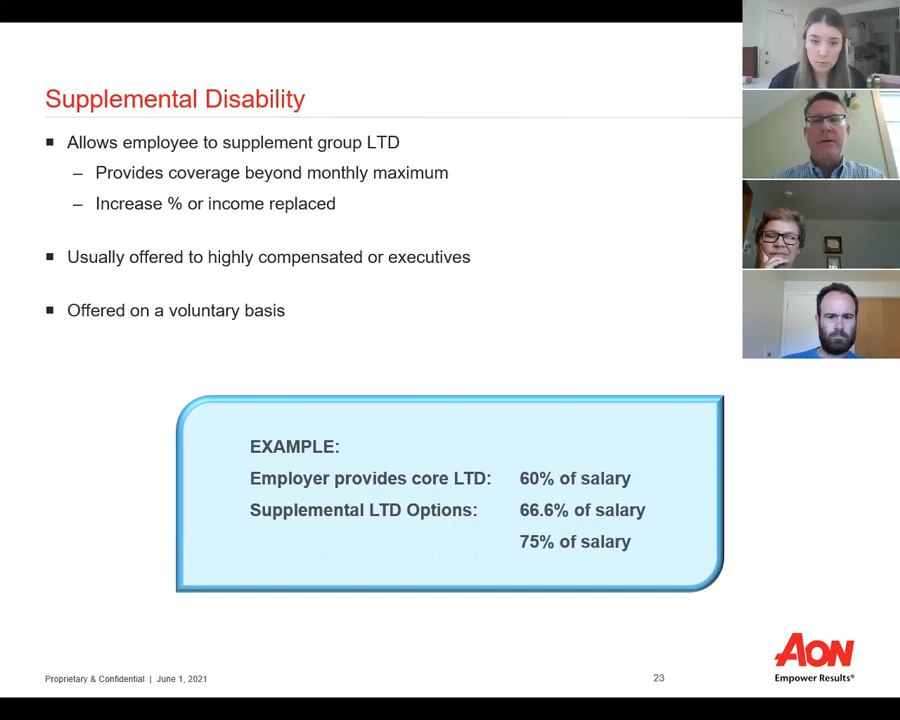 Supplemental Disability
■ Allows employee to supplement group LTD
– Provides coverage beyond monthly maximum
– Increase % or income replaced
■ Usually offered to highly compensated or executives
■ Offered on a voluntary basis
EXAMPLE:
Employer provides core LTD: 60% of salary
Supplemental LTD Options: 66.6% of salary
75% of salary
Proprietary & Confidential | June 1, 2021
23
AON
Empower Results®